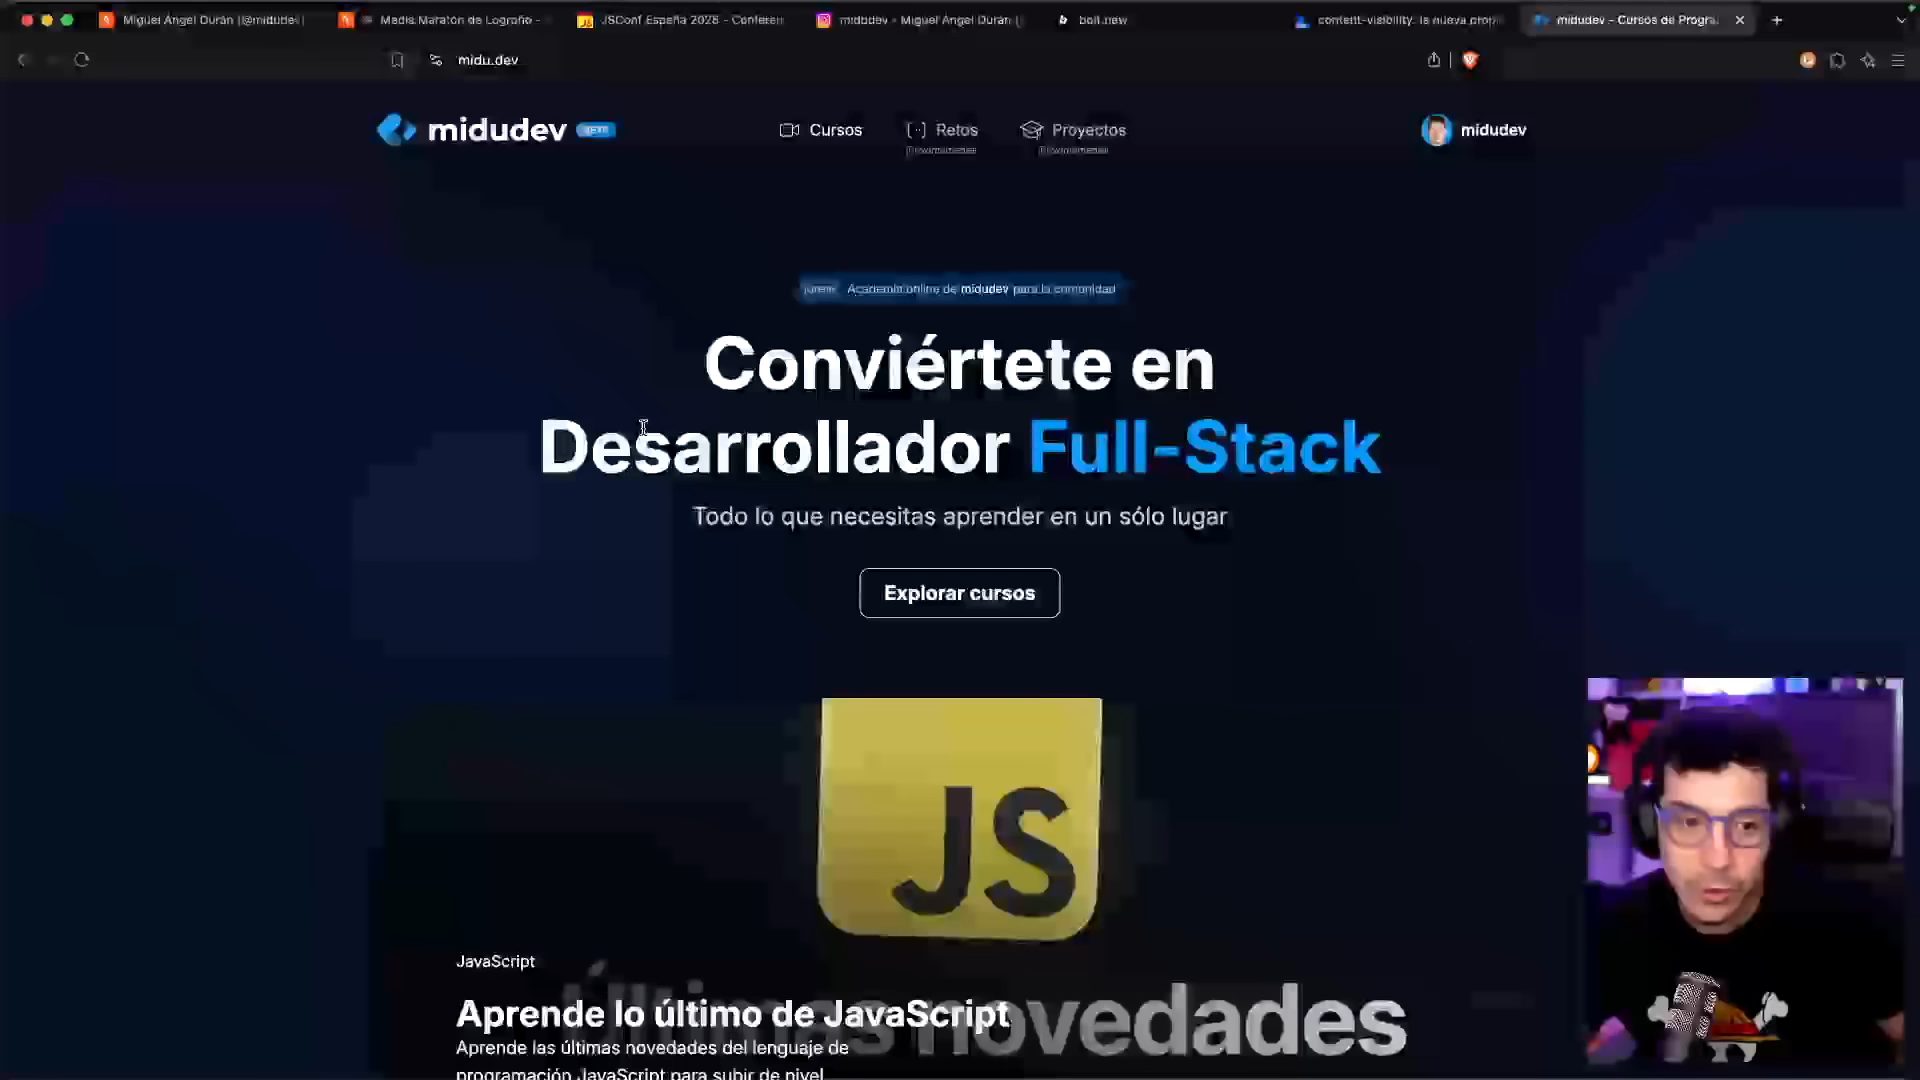 Miguel Ángel Durán (@midudev)
Media Maratón de Logroño -
JSConf España 2026 - Conferen
midudev - Miguel Ángel Durán (
bolt.new
content-visibility: la nueva prop
midudev - Cursos de Progra
midu.dev
midudev BETA
Cursos
Retos
Proyectos
midudev
Academia online de midudev para la comunidad
Conviértete en
Desarrollador Full-Stack
Todo lo que necesitas aprender en un sólo lugar
Explorar cursos
JS
JavaScript
Últimas novedades
Aprende lo último de JavaScript
Aprende las últimas novedades del lenguaje de
programación JavaScript para subir de nivel